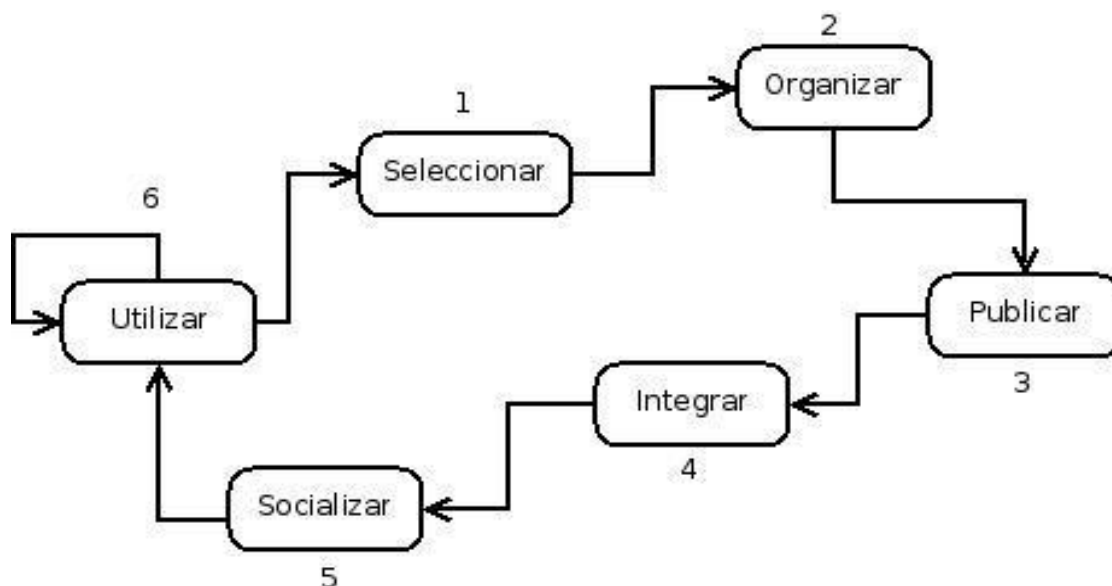 1
Seleccionar
2
Organizar
Publicar
3
Integrar
4
Socializar
5
6
Utilizar